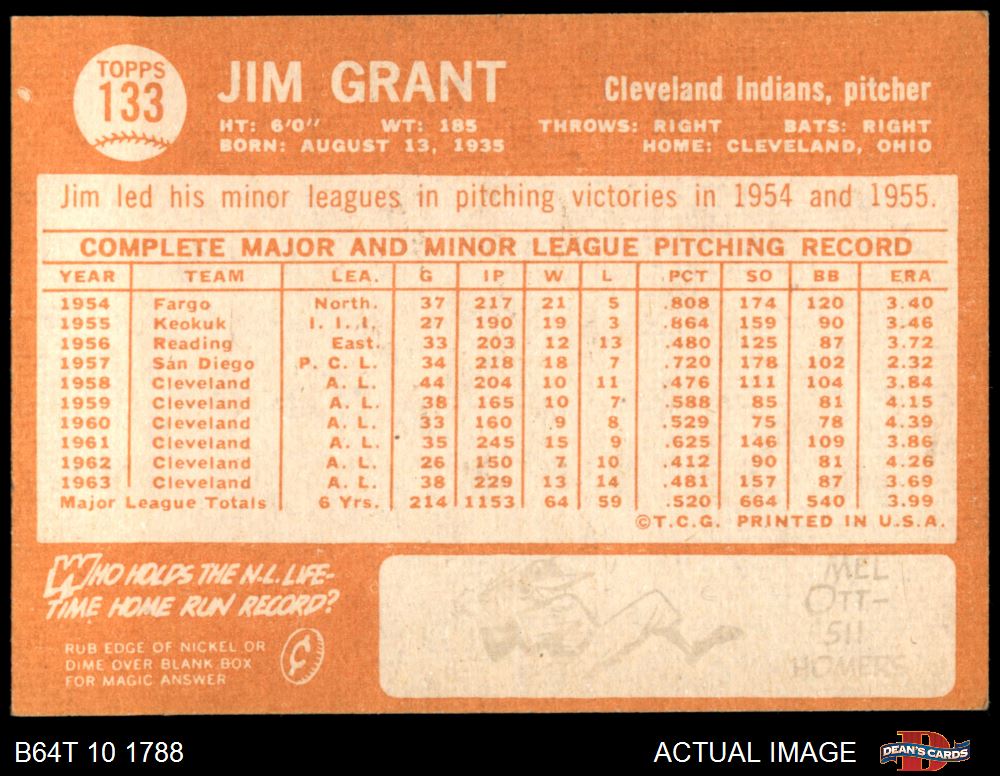 TOPPS
133
JIM GRANT
Cleveland Indians, pitcher
HT: 6'0" WT: 185 THROWS: RIGHT BATS: RIGHT
BORN: AUGUST 13, 1935 HOME: CLEVELAND, OHIO
Jim led his minor leagues in pitching victories in 1954 and 1955.
COMPLETE MAJOR AND MINOR LEAGUE PITCHING RECORD
YEAR TEAM LEA. G IP W L PCT SO BB ERA
1954 Fargo North. 37 217 21 5 .808 174 120 3.40
1955 Keokuk I. I. I. 27 190 19 3 .864 159 90 3.46
1956 Reading East. 33 203 12 13 .480 125 87 3.72
1957 San Diego P. C. L. 34 218 18 7 .720 178 102 2.32
1958 Cleveland A. L. 44 204 10 11 .476 111 104 3.84
1959 Cleveland A. L. 38 165 10 7 .588 85 81 4.15
1960 Cleveland A. L. 33 160 9 8 .529 75 78 4.39
1961 Cleveland A. L. 35 245 15 9 .625 146 109 3.86
1962 Cleveland A. L. 26 150 7 10 .412 90 81 4.26
1963 Cleveland A. L. 38 229 13 14 .481 157 87 3.69
Major League Totals 6 Yrs. 214 1153 64 59 .520 664 540 3.99
©T.C.G. PRINTED IN U.S.A.
WHO HOLDS THE N.L. LIFE-
TIME HOME RUN RECORD?
RUB EDGE OF NICKEL OR
DIME OVER BLANK BOX
FOR MAGIC ANSWER
MEL
OTT-
511
HOMERS
B64T 10 1788
ACTUAL IMAGE
DEAN'S CARDS